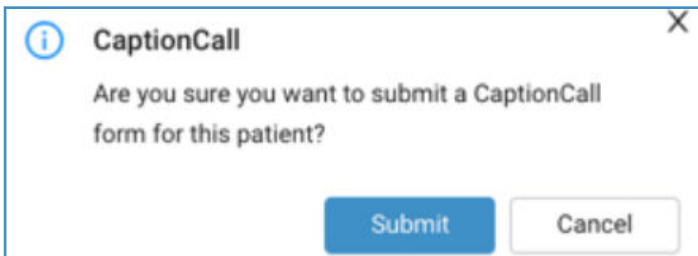 CaptionCall
Are you sure you want to submit a CaptionCall
form for this patient?
Submit Cancel